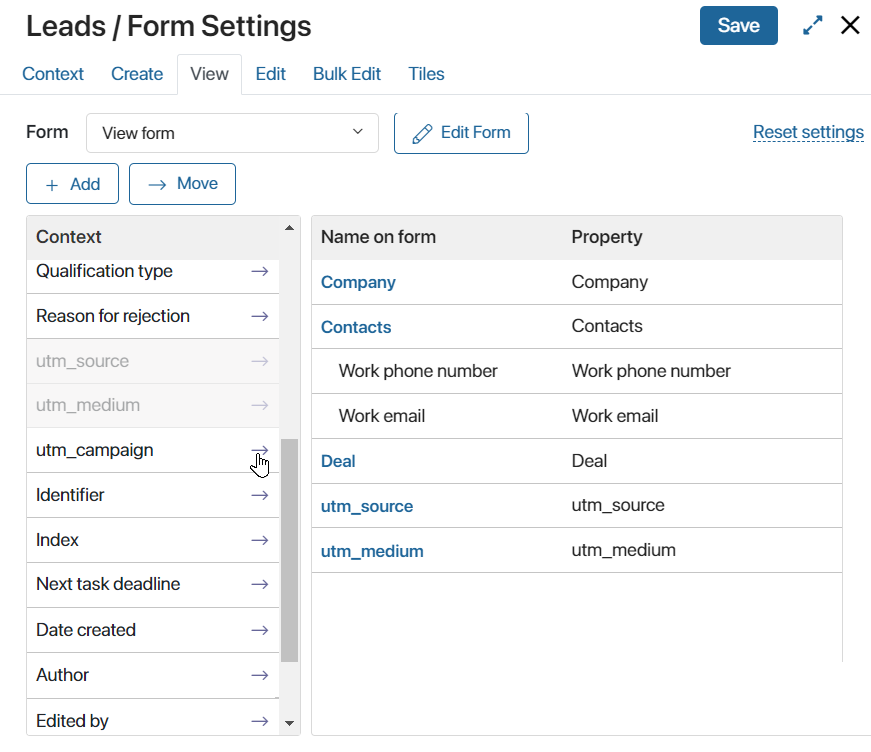 Leads / Form Settings
Save
Context Create View Edit Bulk Edit Tiles
Form View form Edit Form Reset settings
Add Move
Context
Qualification type
Reason for rejection
utm_source
utm_medium
utm_campaign
Identifier
Index
Next task deadline
Date created
Author
Edited by
Name on form Property
Company Company
Contacts Contacts
Work phone number Work phone number
Work email Work email
Deal Deal
utm_source utm_source
utm_medium utm_medium